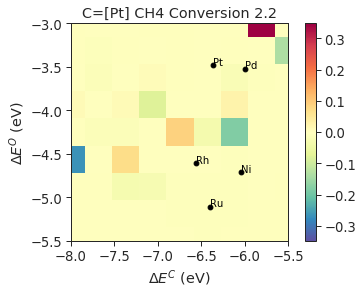 C=[Pt] CH4 Conversion 2.2
−3.0
−3.5
−4.0
−4.5
−5.0
−5.5
ΔE^O (eV)
Pt
Pd
Rh
Ni
Ru
−8.0 −7.5 −7.0 −6.5 −6.0 −5.5
ΔE^C (eV)
0.3
0.2
0.1
0.0
−0.1
−0.2
−0.3